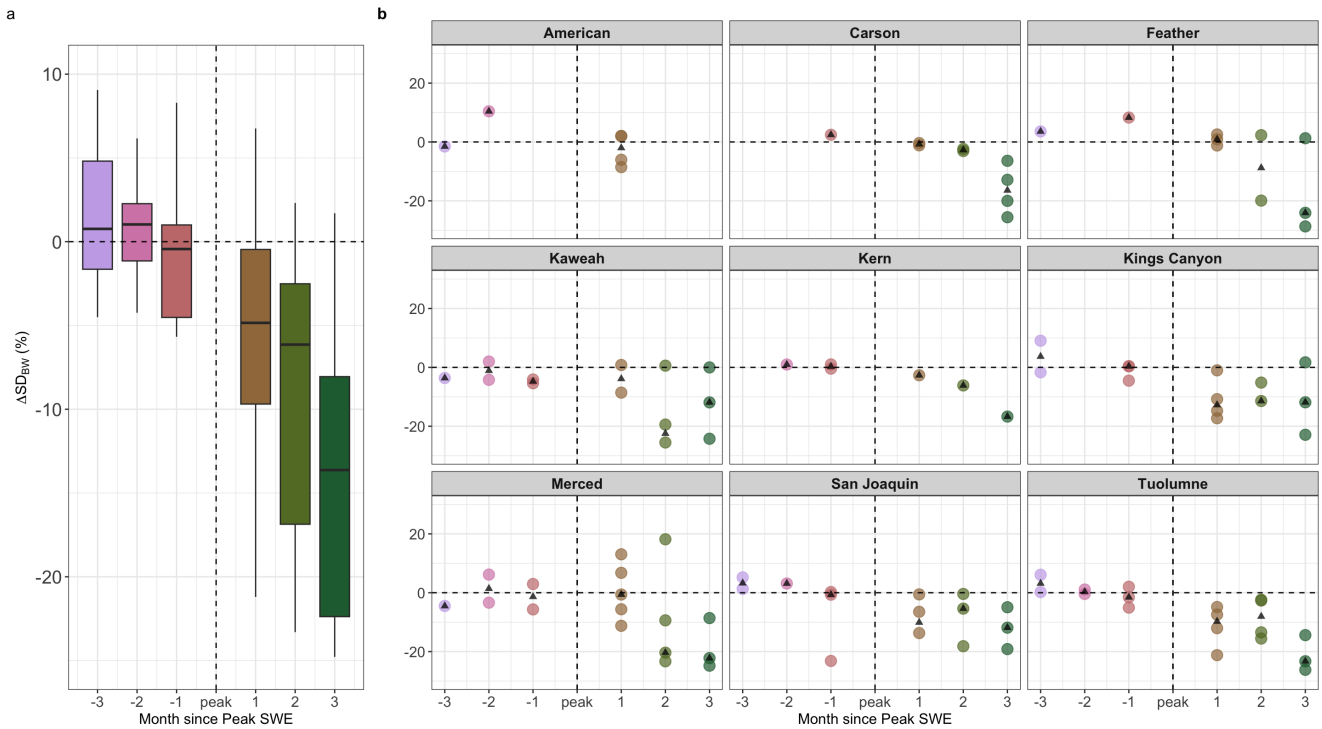 a
10
0
-10
-20
ΔSDBW (%)
-3 -2 -1 peak 1 2 3
Month since Peak SWE
b
American Carson Feather
20
0
-20
Kaweah Kern Kings Canyon
20
0
-20
Merced San Joaquin Tuolumne
20
0
-20
-3 -2 -1 peak 1 2 3 -3 -2 -1 peak 1 2 3 -3 -2 -1 peak 1 2 3
Month since Peak SWE